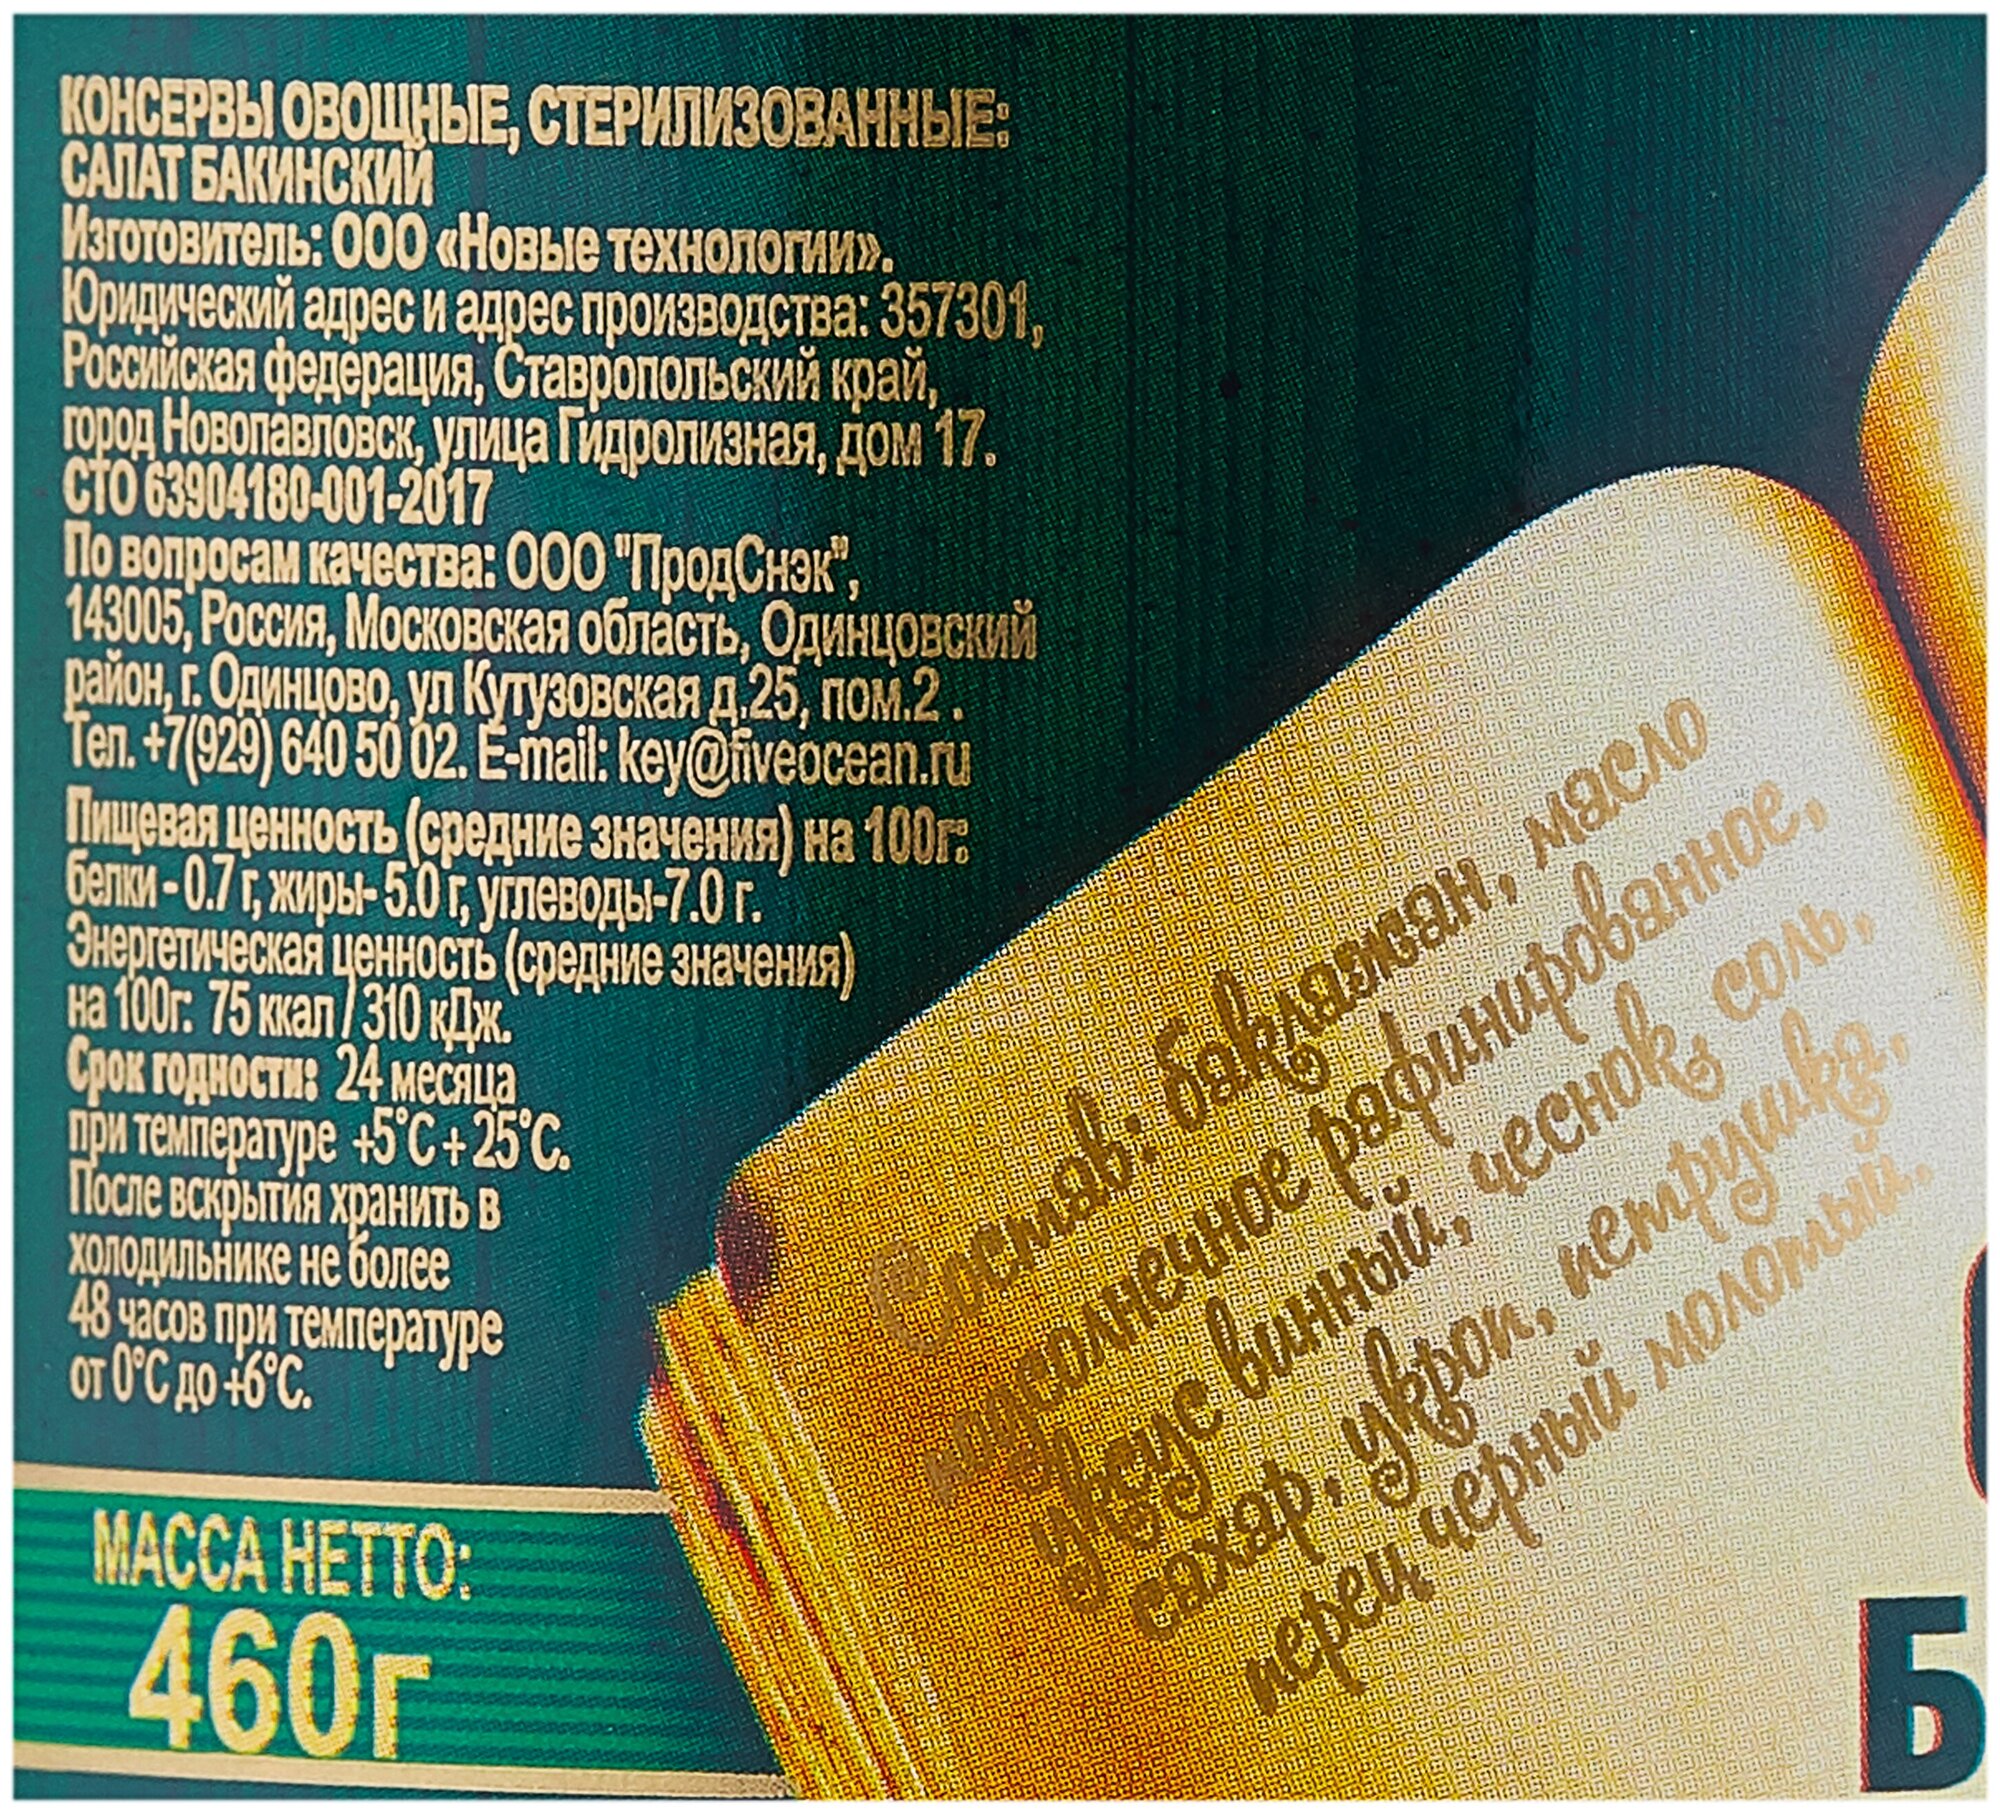 КОНСЕРВЫ ОВОЩНЫЕ, СТЕРИЛИЗОВАННЫЕ:
САЛАТ БАКИНСКИЙ
Изготовитель: ООО «Новые технологии».
Юридический адрес и адрес производства: 357301,
Российская федерация, Ставропольский край,
город Новопавловск, улица Гидролизная, дом 17.
СТО 63904180-001-2017
По вопросам качества: ООО "ПродСнэк",
143005, Россия, Московская область, Одинцовский
район, г. Одинцово, ул Кутузовская д.25, пом.2 .
Тел. +7(929) 640 50 02. E-mail: key@fiveocean.ru
Пищевая ценность (средние значения) на 100г:
белки - 0.7 г, жиры- 5.0 г, углеводы-7.0 г.
Энергетическая ценность (средние значения)
на 100г: 75 ккал / 310 кДж.
Срок годности: 24 месяца
при температуре +5°С + 25°С.
После вскрытия хранить в
холодильнике не более
48 часов при температуре
от 0°С до +6°С.
МАССА НЕТТО:
460г
Состав: баклажан, масло
подсолнечное рафинированное,
уксус винный, чеснок, соль,
сахар, укроп, петрушка,
перец черный молотый.
Б